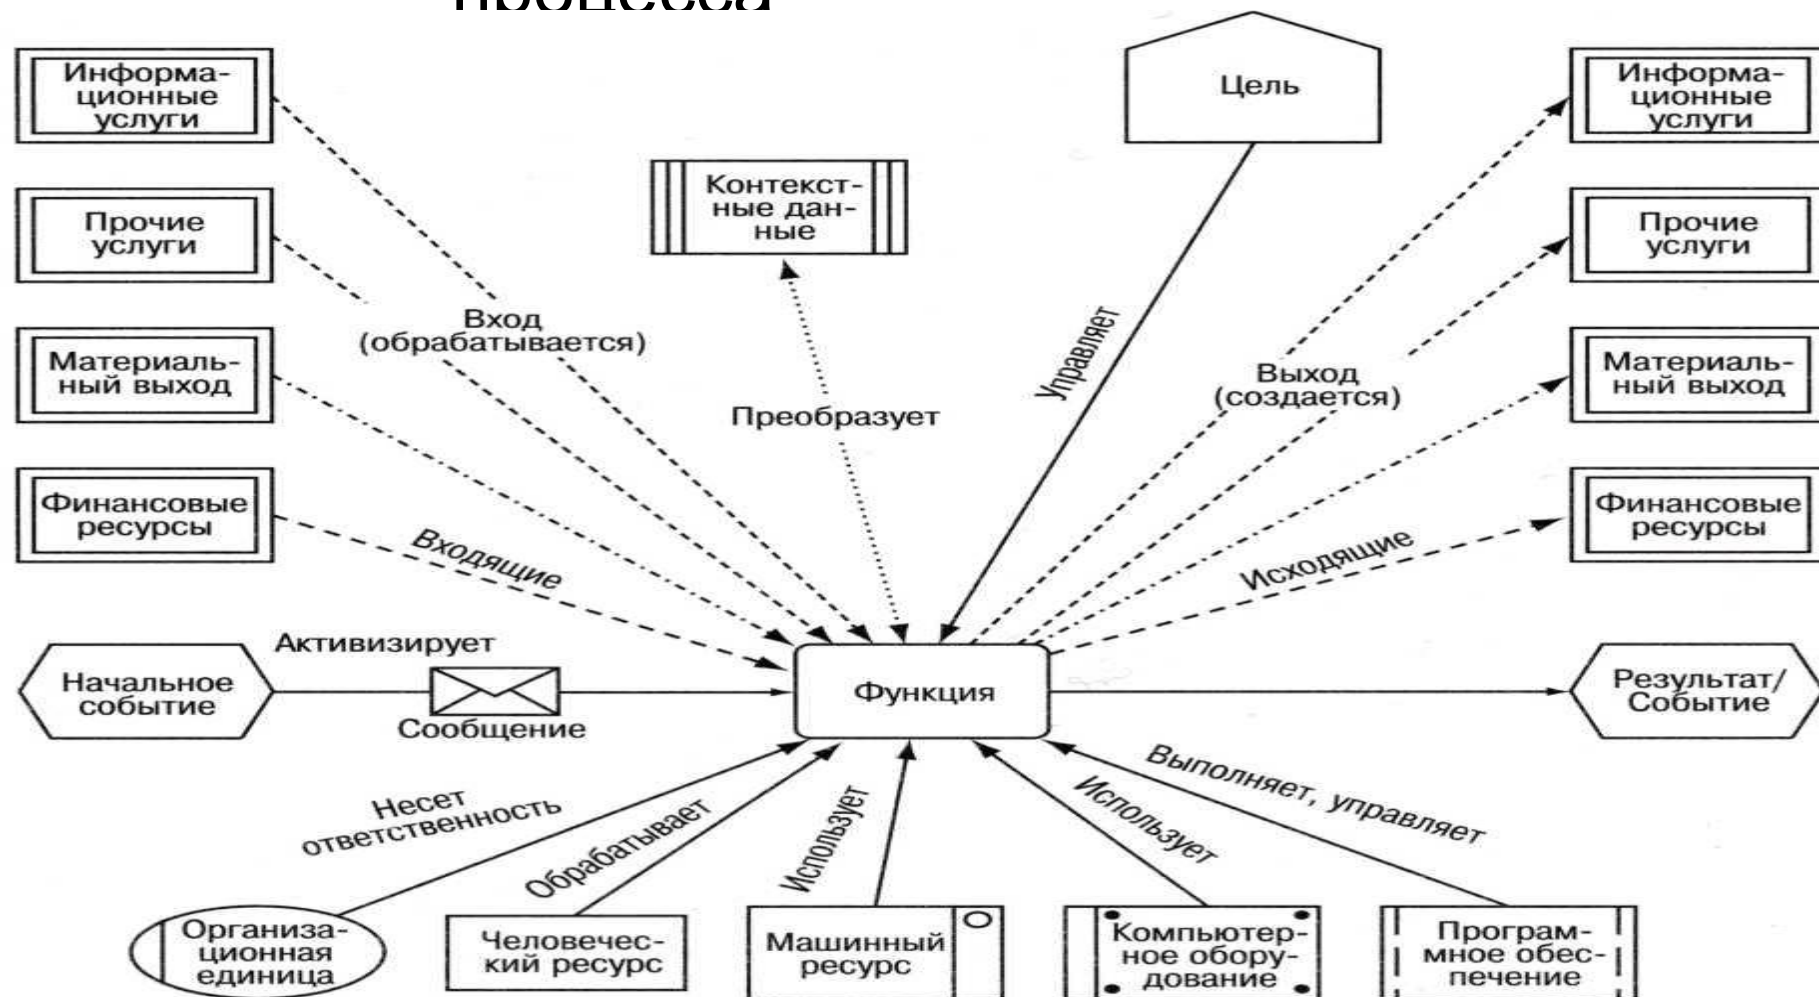 процесса
Информа-
ционные
услуги
Цель
Информа-
ционные
услуги
Контекст-
ные дан-
ные
Прочие
услуги
Прочие
услуги
Вход
(обрабатывается)
Управляет
Материаль-
ный выход
Выход
(создается)
Материаль-
ный выход
Преобразует
Финансовые
ресурсы
Входящие
Исходящие
Финансовые
ресурсы
Активизирует
Начальное
событие
Сообщение
Функция
Результат/
Событие
Несет
ответственность
Обрабатывает
Использует
Использует
Выполняет, управляет
Организа-
ционная
единица
Человечес-
кий ресурс
Машинный
ресурс
Компьютер-
ное обору-
дование
Програм-
мное обес-
печение